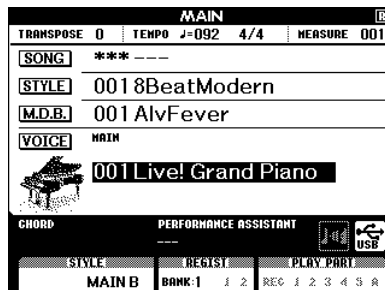 MAIN
TRANSPOSE 0 TEMPO ♩=092 4/4 MEASURE 001
SONG *** ---
STYLE 001 8BeatModern
M.D.B. 001 AlvFever
VOICE MAIN
001 Live! Grand Piano
CHORD PERFORMANCE ASSISTANT
---
USB
STYLE REGIST PLAY PART
MAIN B BANK:1 1 2 REC 1 2 3 4 5 A